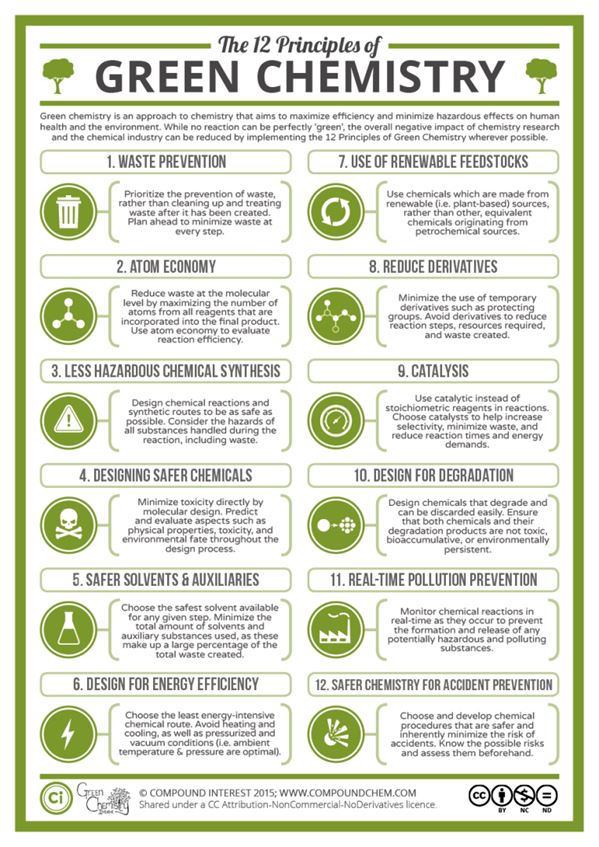 The 12 Principles of
GREEN CHEMISTRY
Green chemistry is an approach to chemistry that aims to maximize efficiency and minimize hazardous effects on human
health and the environment. While no reaction can be perfectly 'green', the overall negative impact of chemistry research
and the chemical industry can be reduced by implementing the 12 Principles of Green Chemistry wherever possible.
1. WASTE PREVENTION
Prioritize the prevention of waste,
rather than cleaning up and treating
waste after it has been created.
Plan ahead to minimize waste at
every step.
2. ATOM ECONOMY
Reduce waste at the molecular
level by maximizing the number of
atoms from all reagents that are
incorporated into the final product.
Use atom economy to evaluate
reaction efficiency.
3. LESS HAZARDOUS CHEMICAL SYNTHESIS
Design chemical reactions and
synthetic routes to be as safe as
possible. Consider the hazards of
all substances handled during the
reaction, including waste.
4. DESIGNING SAFER CHEMICALS
Minimize toxicity directly by
molecular design. Predict
and evaluate aspects such as
physical properties, toxicity, and
environmental fate throughout the
design process.
5. SAFER SOLVENTS & AUXILIARIES
Choose the safest solvent available
for any given step. Minimize the
total amount of solvents and
auxiliary substances used, as these
make up a large percentage of the
total waste created.
6. DESIGN FOR ENERGY EFFICIENCY
Choose the least energy-intensive
chemical route. Avoid heating and
cooling, as well as pressurized and
vacuum conditions (i.e. ambient
temperature & pressure are optimal).
7. USE OF RENEWABLE FEEDSTOCKS
Use chemicals which are made from
renewable (i.e. plant-based) sources,
rather than other, equivalent
chemicals originating from
petrochemical sources.
8. REDUCE DERIVATIVES
Minimize the use of temporary
derivatives such as protecting
groups. Avoid derivatives to reduce
reaction steps, resources required,
and waste created.
9. CATALYSIS
Use catalytic instead of
stoichiometric reagents in reactions.
Choose catalysts to help increase
selectivity, minimize waste, and
reduce reaction times and energy
demands.
10. DESIGN FOR DEGRADATION
Design chemicals that degrade and
can be discarded easily. Ensure
that both chemicals and their
degradation products are not toxic,
bioaccumulative, or environmentally
persistent.
11. REAL-TIME POLLUTION PREVENTION
Monitor chemical reactions in
real-time as they occur to prevent
the formation and release of any
potentially hazardous and polluting
substances.
12. SAFER CHEMISTRY FOR ACCIDENT PREVENTION
Choose and develop chemical
procedures that are safer and
inherently minimize the risk of
accidents. Know the possible risks
and assess them beforehand.
Ci
Green
Chemistry
© COMPOUND INTEREST 2015; WWW.COMPOUNDCHEM.COM
Shared under a CC Attribution-NonCommercial-NoDerivatives licence.
CC
BY NC ND